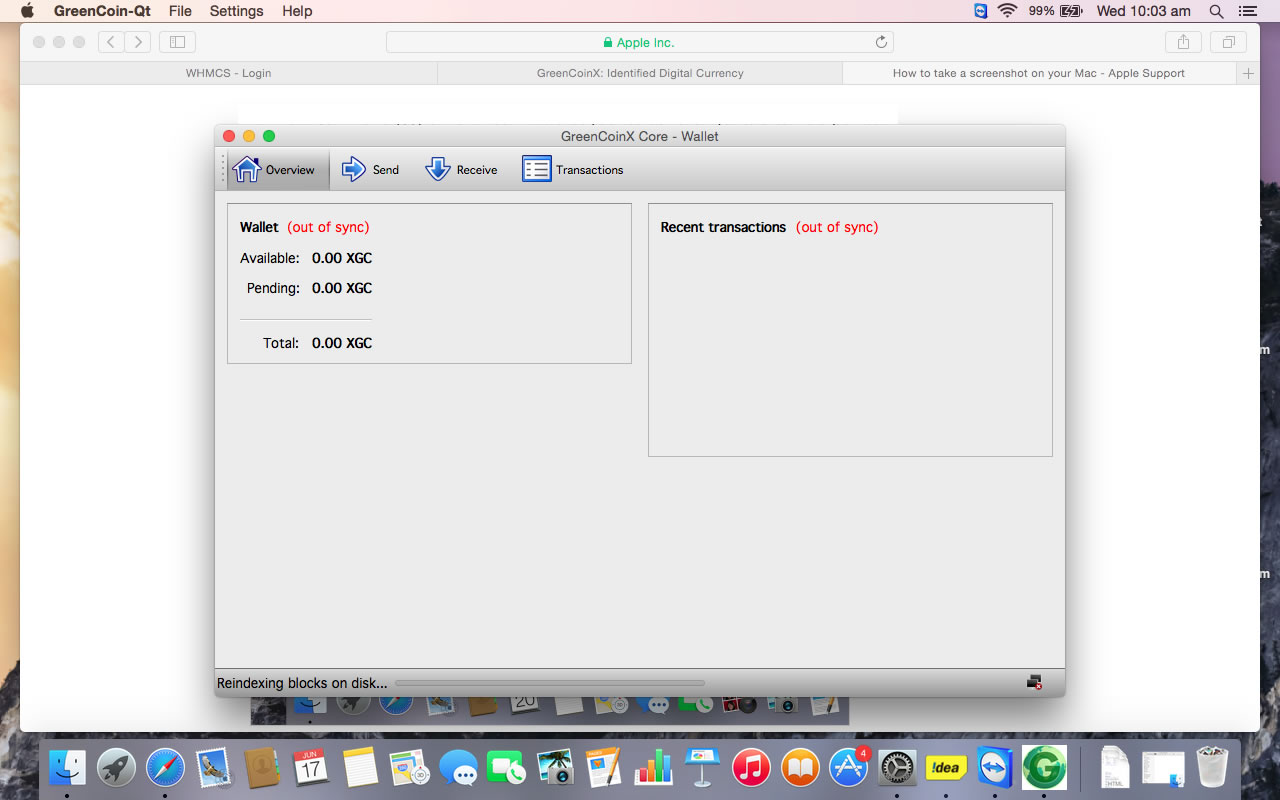 GreenCoin-Qt File Settings Help 99% Wed 10:03 am
Apple Inc.
WHMCS - Login GreenCoinX: Identified Digital Currency How to take a screenshot on your Mac - Apple Support
GreenCoinX Core - Wallet
Overview Send Receive Transactions
Wallet (out of sync) Recent transactions (out of sync)
Available: 0.00 XGC
Pending: 0.00 XGC
Total: 0.00 XGC
Reindexing blocks on disk...
20
JUN
17
4
!dea
HTML